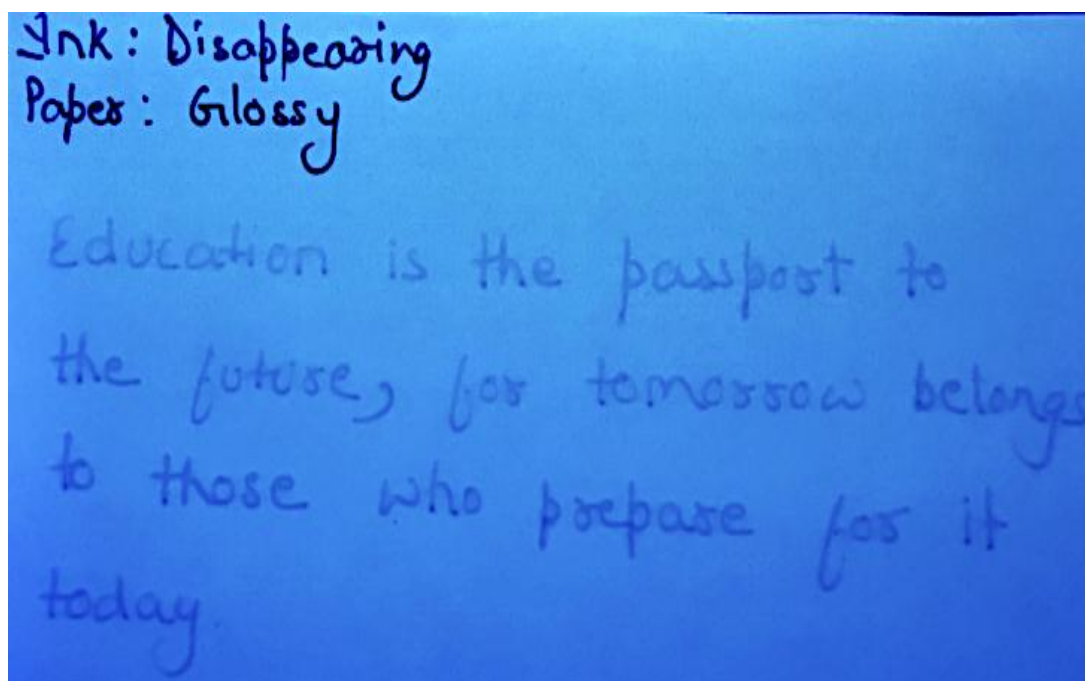 Ink: Disappearing
Paper: Glossy
Education is the passport to
the future, for tomorrow belongs
to those who prepare for it
today.